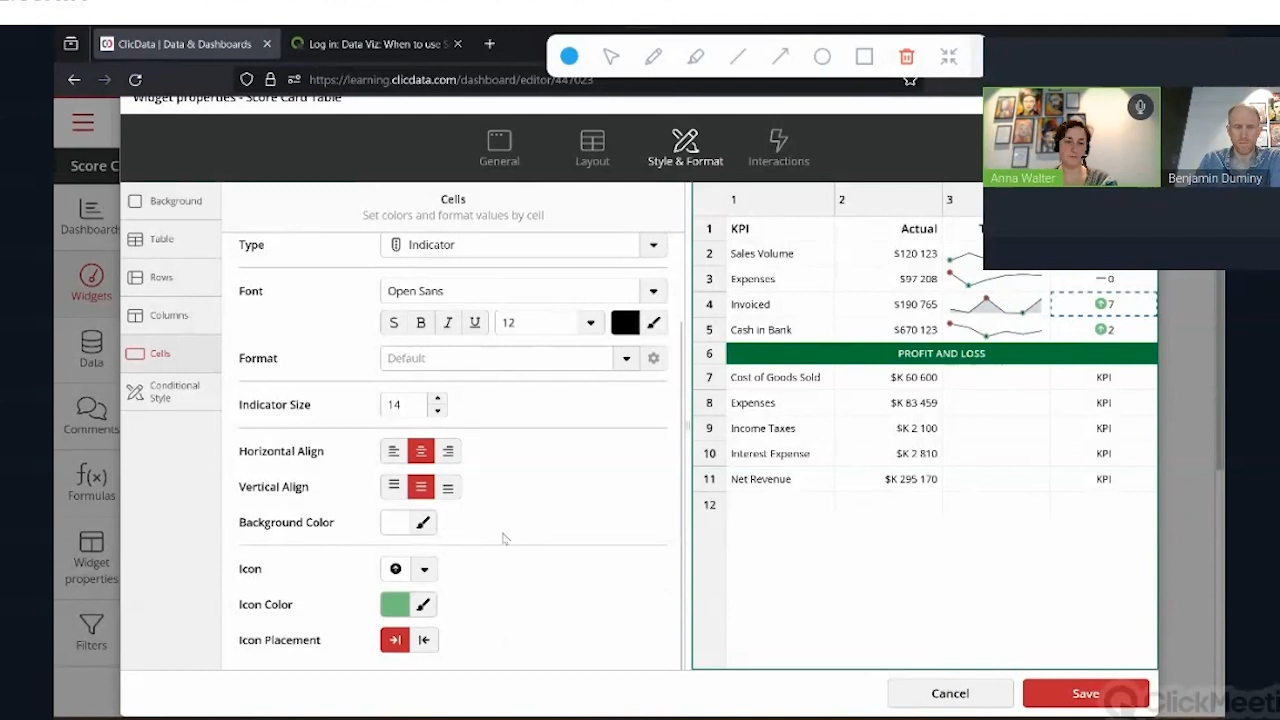 ClicData | Data & Dashboards
Log in: Data Viz: When to use S
https://learning.clicdata.com/dashboard/editor/447023
Widget properties - Score Card Table
General
Layout
Style & Format
Interactions
Anna Walter
Benjamin Duminy
Score C
Dashboard
Widgets
Data
Comments
Formulas
Widget
properties
Filters
Background
Table
Rows
Columns
Cells
Conditional
Style
Cells
Set colors and format values by cell
Type
Indicator
Font
Open Sans
S B I U
12
Format
Default
Indicator Size
14
Horizontal Align
Vertical Align
Background Color
Icon
Icon Color
Icon Placement
1 2 3
1 KPI Actual
2 Sales Volume $120 123
3 Expenses $97 208 0
4 Invoiced $190 765 7
5 Cash in Bank $670 123 2
6 PROFIT AND LOSS
7 Cost of Goods Sold $K 60 600 KPI
8 Expenses $K 83 459 KPI
9 Income Taxes $K 2 100 KPI
10 Interest Expense $K 2 810 KPI
11 Net Revenue $K 295 170 KPI
12
Cancel
Save